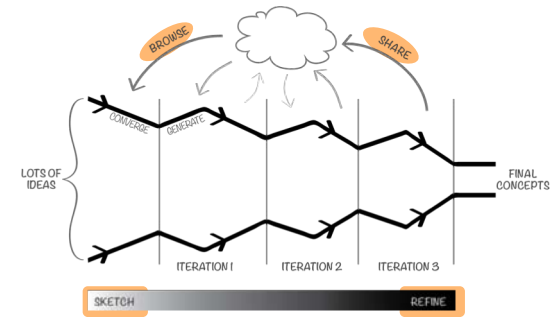 BROWSE
SHARE
CONVERGE
GENERATE
LOTS OF
IDEAS
FINAL
CONCEPTS
ITERATION 1
ITERATION 2
ITERATION 3
SKETCH
REFINE